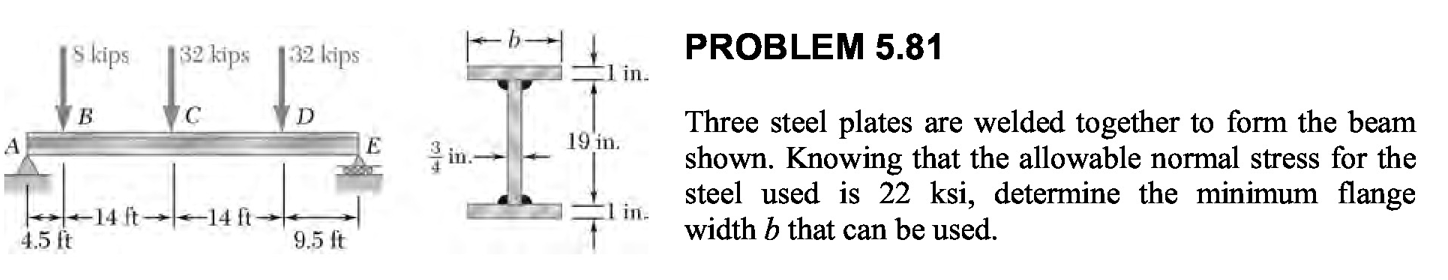 8 kips 32 kips 32 kips
b
1 in.
A B C D E
3/4 in. 19 in.
14 ft 14 ft
1 in.
4.5 ft 9.5 ft
PROBLEM 5.81
Three steel plates are welded together to form the beam
shown. Knowing that the allowable normal stress for the
steel used is 22 ksi, determine the minimum flange
width b that can be used.